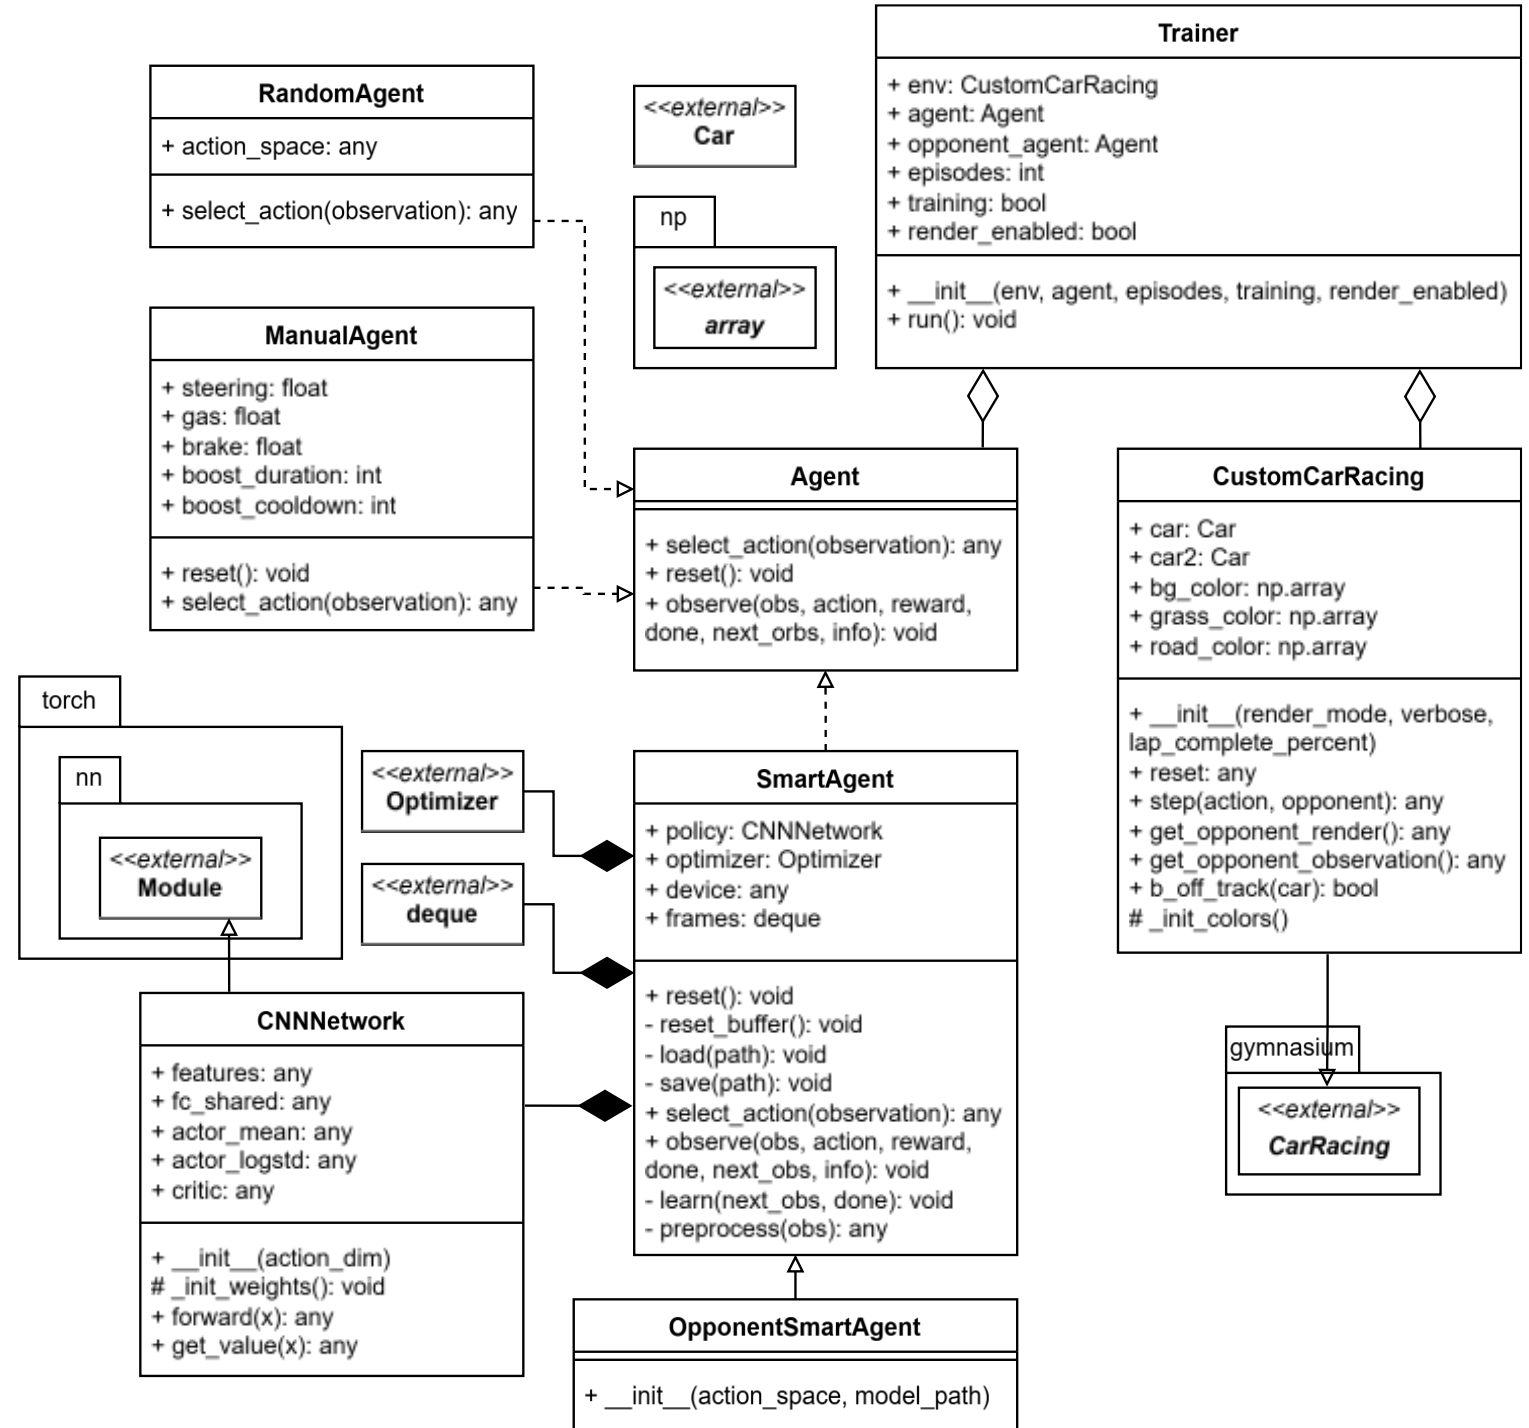 RandomAgent
+ action_space: any
+ select_action(observation): any
<<external>>
Car
np
<<external>>
array
Trainer
+ env: CustomCarRacing
+ agent: Agent
+ opponent_agent: Agent
+ episodes: int
+ training: bool
+ render_enabled: bool
+ __init__(env, agent, episodes, training, render_enabled)
+ run(): void
ManualAgent
+ steering: float
+ gas: float
+ brake: float
+ boost_duration: int
+ boost_cooldown: int
+ reset(): void
+ select_action(observation): any
Agent
+ select_action(observation): any
+ reset(): void
+ observe(obs, action, reward,
done, next_orbs, info): void
CustomCarRacing
+ car: Car
+ car2: Car
+ bg_color: np.array
+ grass_color: np.array
+ road_color: np.array
+ __init__(render_mode, verbose,
lap_complete_percent)
+ reset: any
+ step(action, opponent): any
+ get_opponent_render(): any
+ get_opponent_observation(): any
+ b_off_track(car): bool
# _init_colors()
torch
nn
<<external>>
Module
<<external>>
Optimizer
<<external>>
deque
SmartAgent
+ policy: CNNNetwork
+ optimizer: Optimizer
+ device: any
+ frames: deque
+ reset(): void
- reset_buffer(): void
- load(path): void
- save(path): void
+ select_action(observation): any
+ observe(obs, action, reward,
done, next_obs, info): void
- learn(next_obs, done): void
- preprocess(obs): any
CNNNetwork
+ features: any
+ fc_shared: any
+ actor_mean: any
+ actor_logstd: any
+ critic: any
+ __init__(action_dim)
# _init_weights(): void
+ forward(x): any
+ get_value(x): any
gymnasium
<<external>>
CarRacing
OpponentSmartAgent
+ __init__(action_space, model_path)